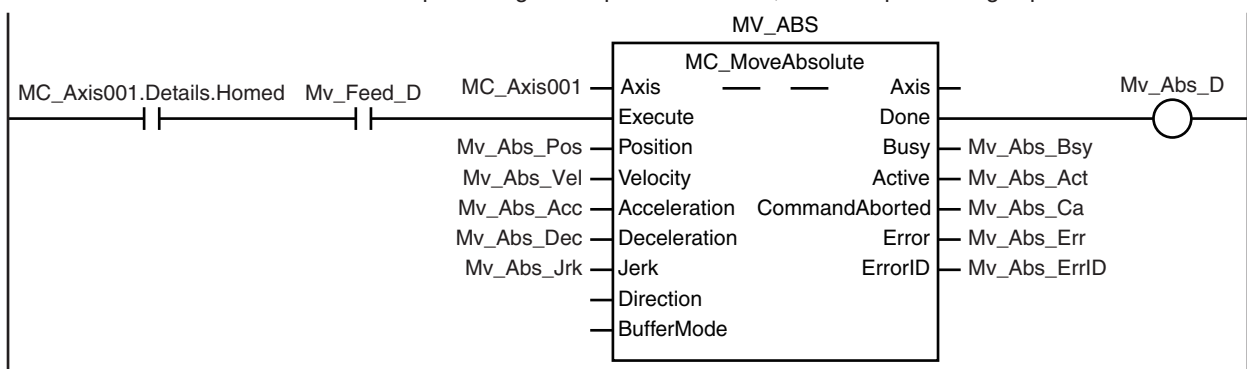 MV_ABS
MC_MoveAbsolute
MC_Axis001.Details.Homed Mv_Feed_D MC_Axis001 Axis Axis Mv_Abs_D
Execute Done
Mv_Abs_Pos Position Busy Mv_Abs_Bsy
Mv_Abs_Vel Velocity Active Mv_Abs_Act
Mv_Abs_Acc Acceleration CommandAborted Mv_Abs_Ca
Mv_Abs_Dec Deceleration Error Mv_Abs_Err
Mv_Abs_Jrk Jerk ErrorID Mv_Abs_ErrID
Direction
BufferMode